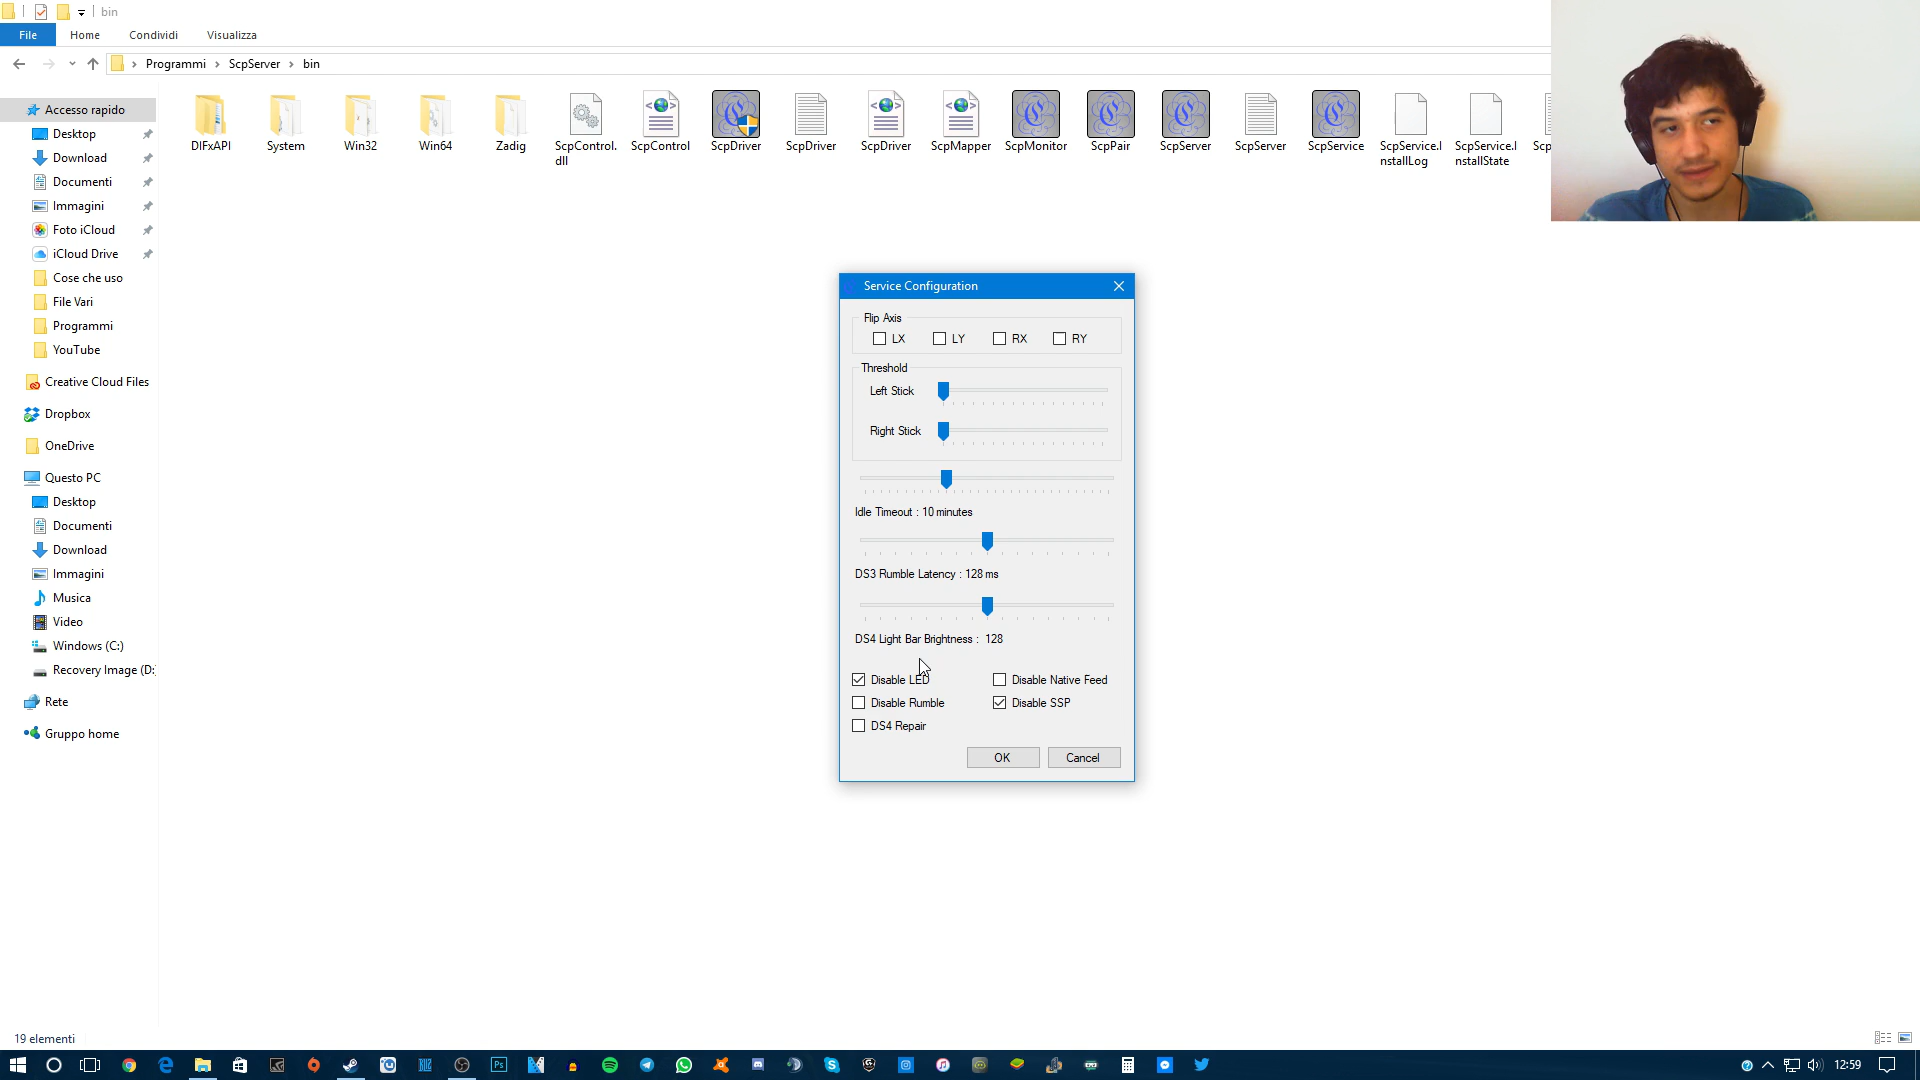 bin
File
Home
Condividi
Visualizza
Programmi
ScpServer
bin
Accesso rapido
Desktop
Download
Documenti
Immagini
Foto iCloud
iCloud Drive
Cose che uso
File Vari
Programmi
YouTube
Creative Cloud Files
Dropbox
OneDrive
Questo PC
Desktop
Documenti
Download
Immagini
Musica
Video
Windows (C:)
Recovery Image (D:
Rete
Gruppo home
DIFxAPI
System
Win32
Win64
Zadig
ScpControl.
dll
ScpControl
ScpDriver
ScpDriver
ScpDriver
ScpMapper
ScpMonitor
ScpPair
ScpServer
ScpServer
ScpService
ScpService.I
nstallLog
ScpService.I
nstallState
Service Configuration
Flip Axis
LX
LY
RX
RY
Threshold
Left Stick
Right Stick
Idle Timeout : 10 minutes
DS3 Rumble Latency : 128 ms
DS4 Light Bar Brightness : 128
Disable LED
Disable Native Feed
Disable Rumble
Disable SSP
DS4 Repair
OK
Cancel
19 elementi
Ps
12:59